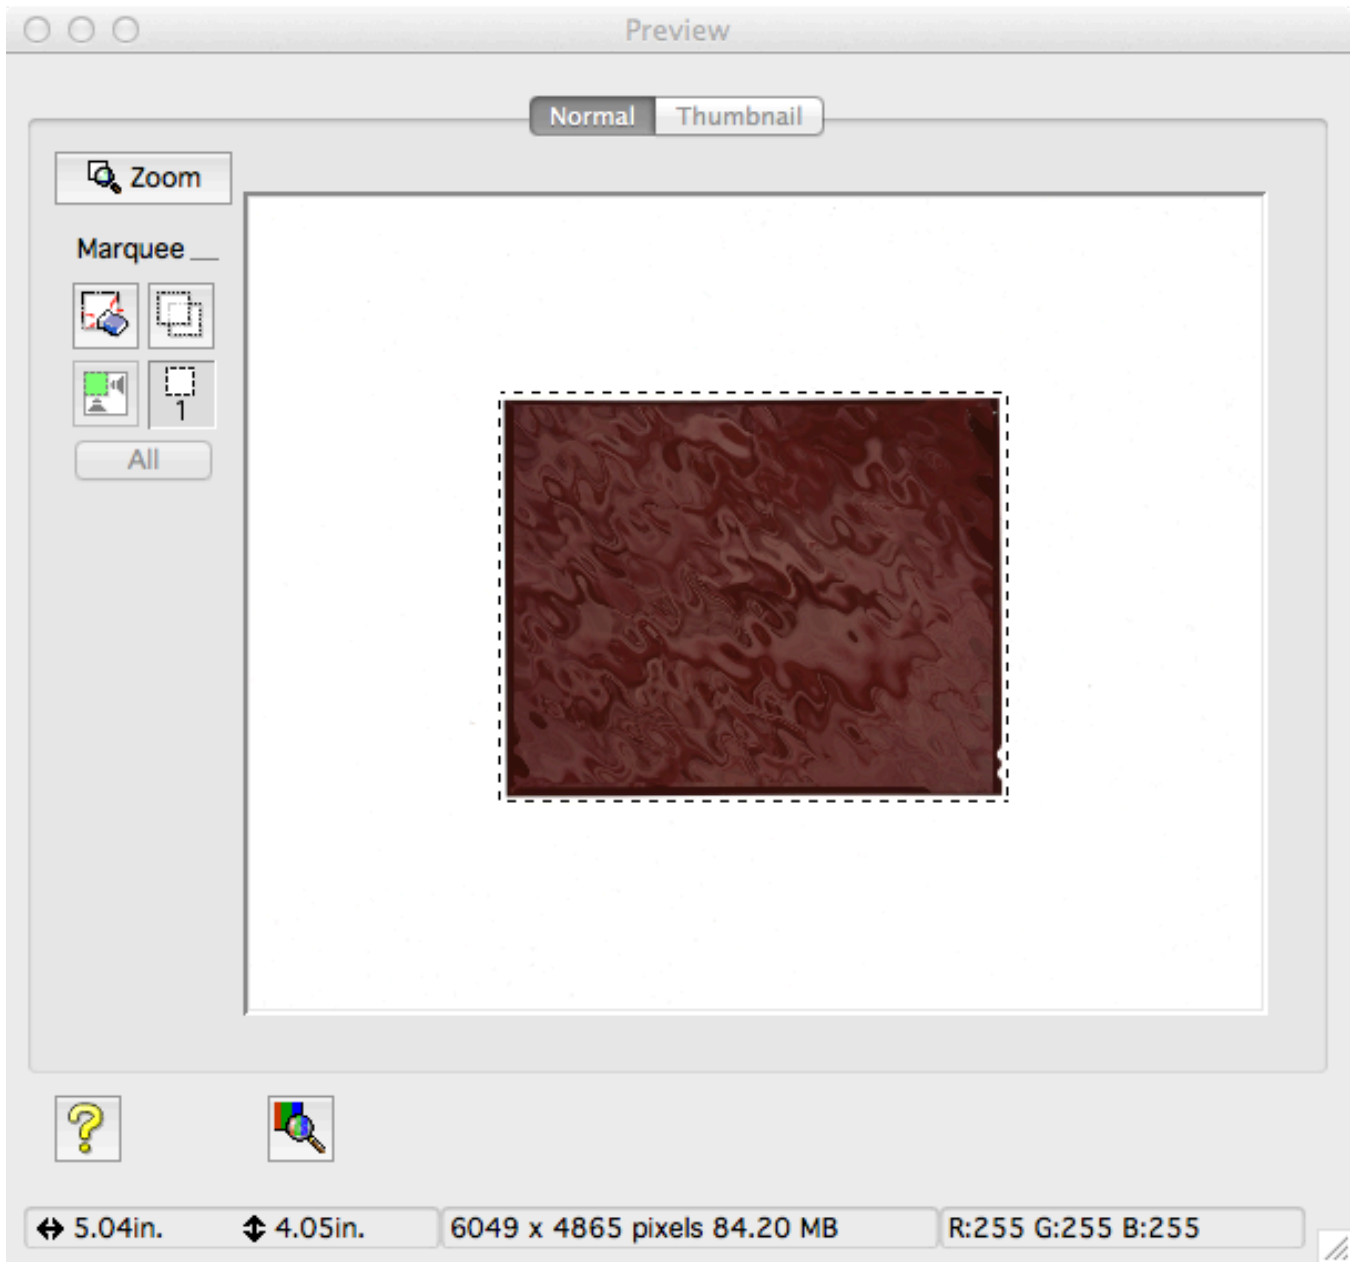 Preview
Normal Thumbnail
Zoom
Marquee
1
All
5.04in. 4.05in. 6049 x 4865 pixels 84.20 MB R:255 G:255 B:255